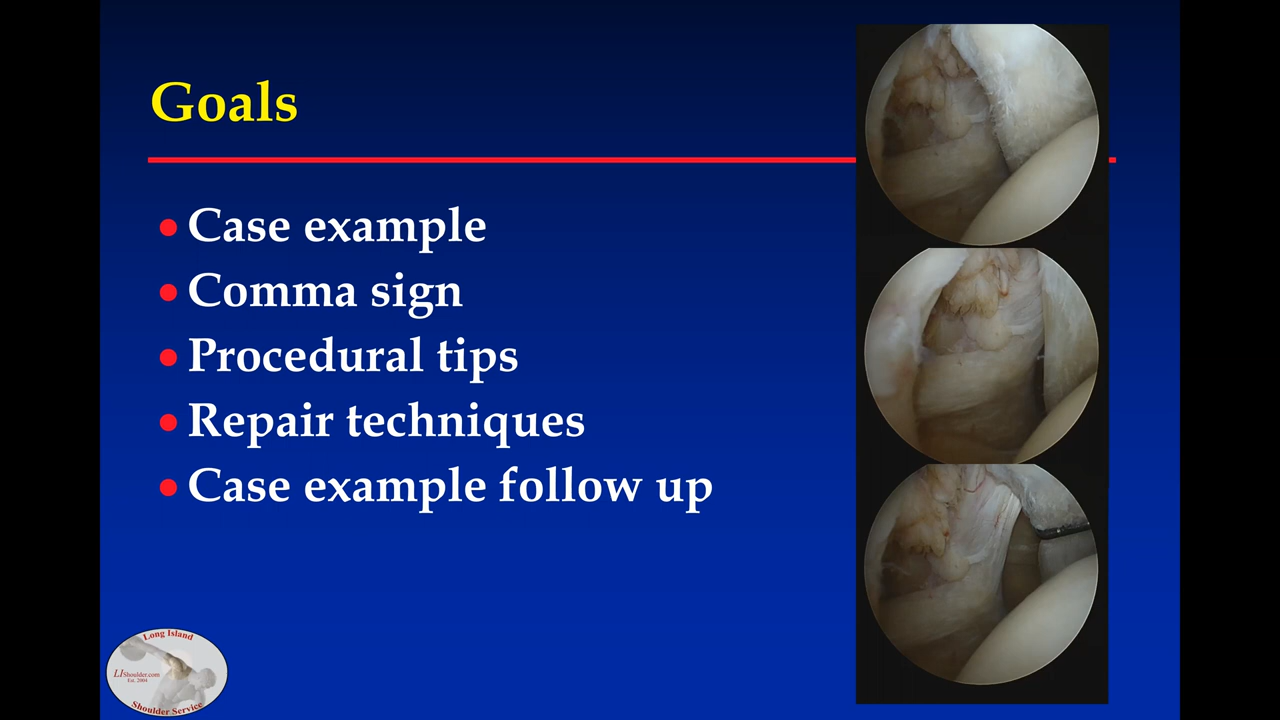 Goals
Case example
Comma sign
Procedural tips
Repair techniques
Case example follow up
Long Island
LIShoulder.com
Est. 2004
Shoulder Service